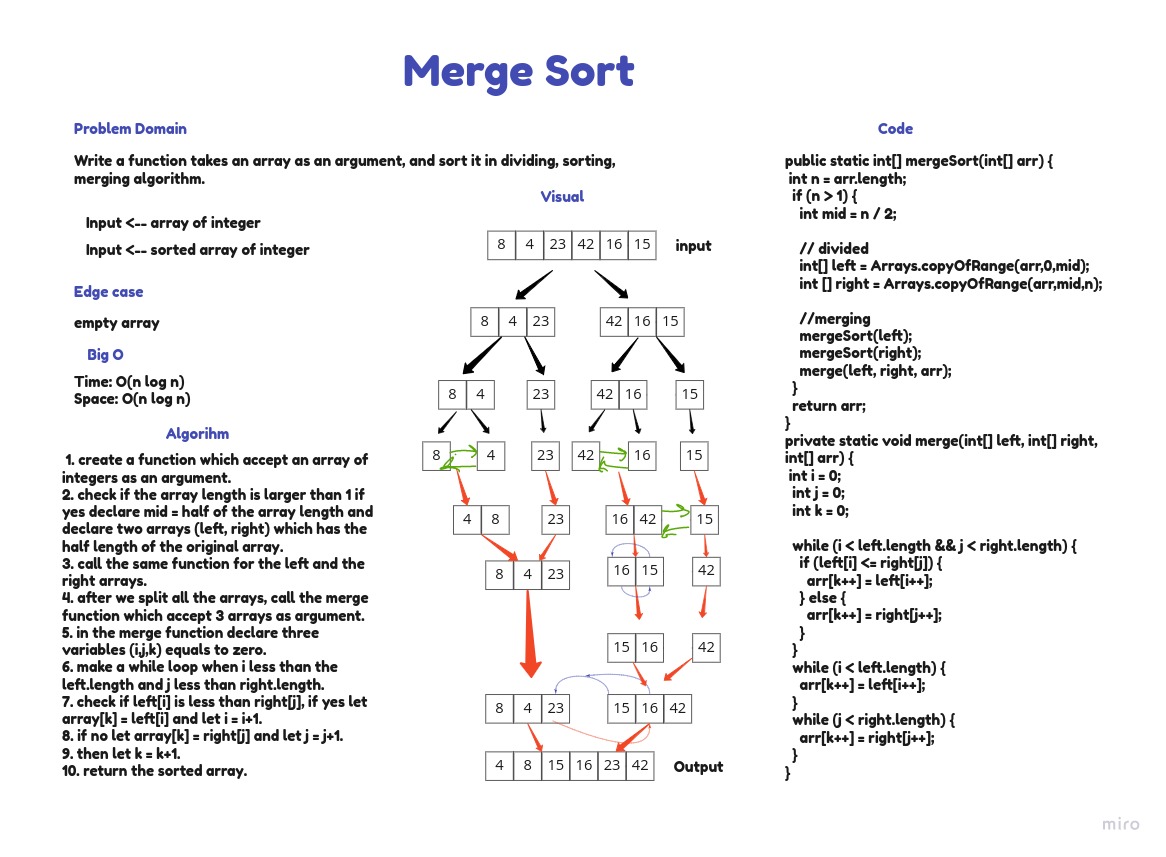 Merge Sort
Problem Domain
Write a function takes an array as an argument, and sort it in dividing, sorting,
merging algorithm.
Input <-- array of integer
Input <-- sorted array of integer
Edge case
empty array
Big O
Time: O(n log n)
Space: O(n log n)
Algorihm
1. create a function which accept an array of
integers as an argument.
2. check if the array length is larger than 1 if
yes declare mid = half of the array length and
declare two arrays (left, right) which has the
half length of the original array.
3. call the same function for the left and the
right arrays.
4. after we split all the arrays, call the merge
function which accept 3 arrays as argument.
5. in the merge function declare three
variables (i,j,k) equals to zero.
6. make a while loop when i less than the
left.length and j less than right.length.
7. check if left[i] is less than right[j], if yes let
array[k] = left[i] and let i = i+1.
8. if no let array[k] = right[j] and let j = j+1.
9. then let k = k+1.
10. return the sorted array.
Visual
8 4 23 42 16 15 input
8 4 23 42 16 15
8 4 23 42 16 15
8 4 23 42 16 15
4 8 23 16 42 15
8 4 23 16 15 42
15 16 42
8 4 23 15 16 42
4 8 15 16 23 42 Output
Code
public static int[] mergeSort(int[] arr) {
int n = arr.length;
if (n > 1) {
int mid = n / 2;
// divided
int[] left = Arrays.copyOfRange(arr,0,mid);
int [] right = Arrays.copyOfRange(arr,mid,n);
//merging
mergeSort(left);
mergeSort(right);
merge(left, right, arr);
}
return arr;
}
private static void merge(int[] left, int[] right,
int[] arr) {
int i = 0;
int j = 0;
int k = 0;
while (i < left.length && j < right.length) {
if (left[i] <= right[j]) {
arr[k++] = left[i++];
} else {
arr[k++] = right[j++];
}
}
while (i < left.length) {
arr[k++] = left[i++];
}
while (j < right.length) {
arr[k++] = right[j++];
}
}
miro